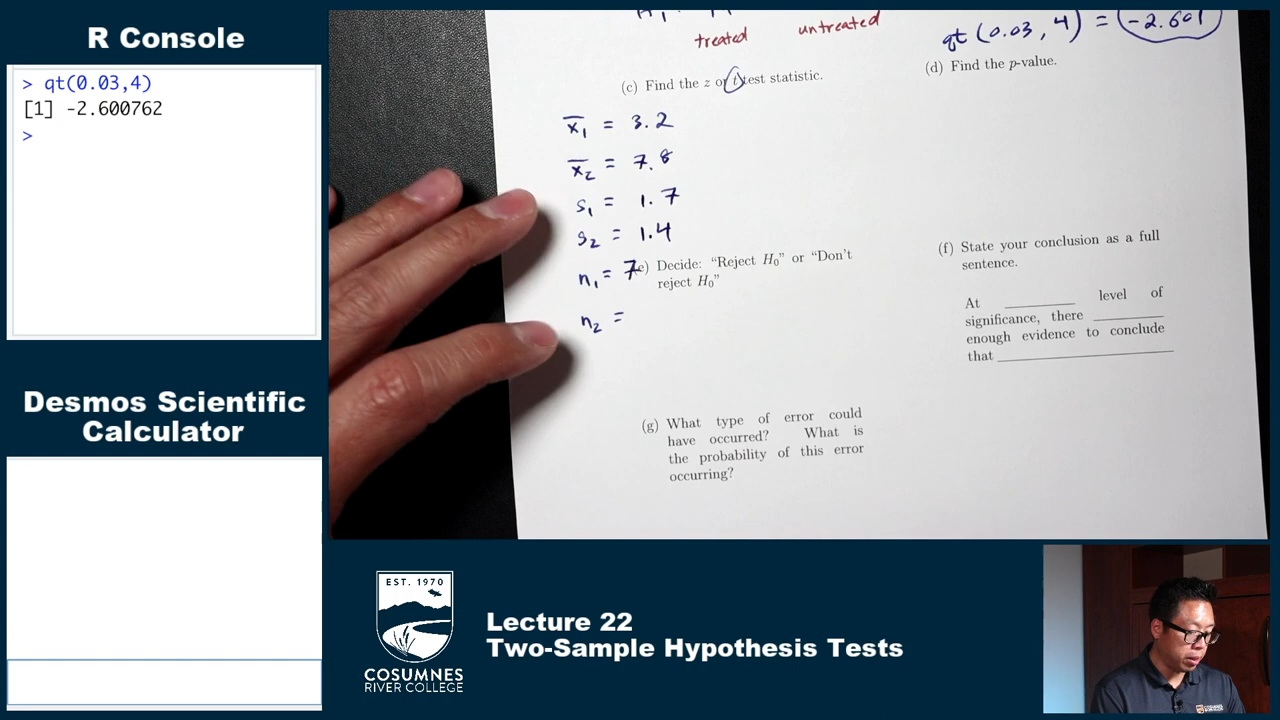 R Console
> qt(0.03,4)
[1] -2.600762
>
Desmos Scientific
Calculator
treated untreated
qt (0.03, 4) = -2.601
(c) Find the z or t test statistic.
(d) Find the p-value.
x̄₁ = 3.2
x̄₂ = 7.8
s₁ = 1.7
s₂ = 1.4
n₁ = 7
n₂ =
(e) Decide: “Reject H₀” or “Don’t
reject H₀”
(f) State your conclusion as a full
sentence.
At ________ level of
significance, there ________
enough evidence to conclude
that ________
(g) What type of error could
have occurred? What is
the probability of this error
occurring?
EST. 1970
COSUMNES
RIVER COLLEGE
Lecture 22
Two-Sample Hypothesis Tests